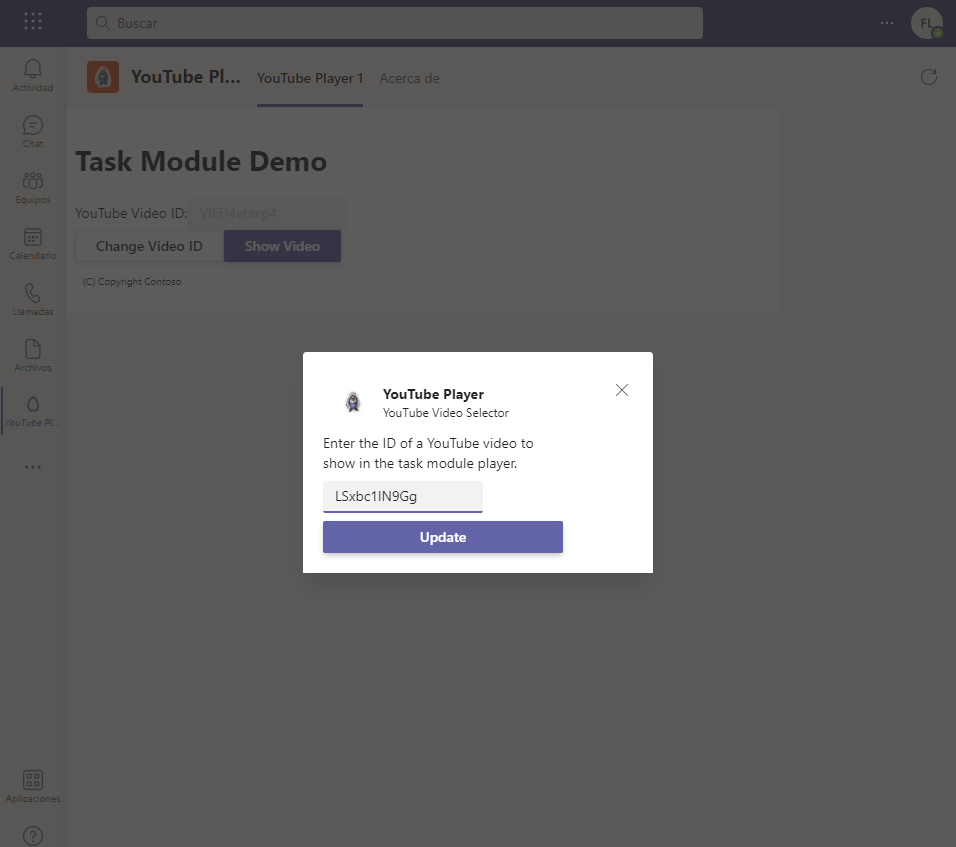 Buscar
FL
Actividad
Chat
Equipos
Calendario
Llamadas
Archivos
YouTube Pl...
Aplicaciones
YouTube Pl...
YouTube Player 1
Acerca de
Task Module Demo
YouTube Video ID:
Change Video ID
Show Video
(C) Copyright Contoso
YouTube Player
YouTube Video Selector
Enter the ID of a YouTube video to
show in the task module player.
LSxbc1IN9Gg
Update